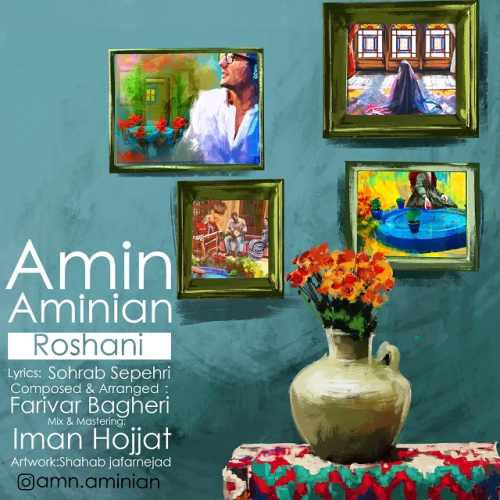 Amin
Aminian
Roshani
Lyrics: Sohrab Sepehri
Composed & Arranged :
Farivar Bagheri
Mix & Mastering:
Iman Hojjat
Artwork:Shahab jafarnejad
@amn.aminian